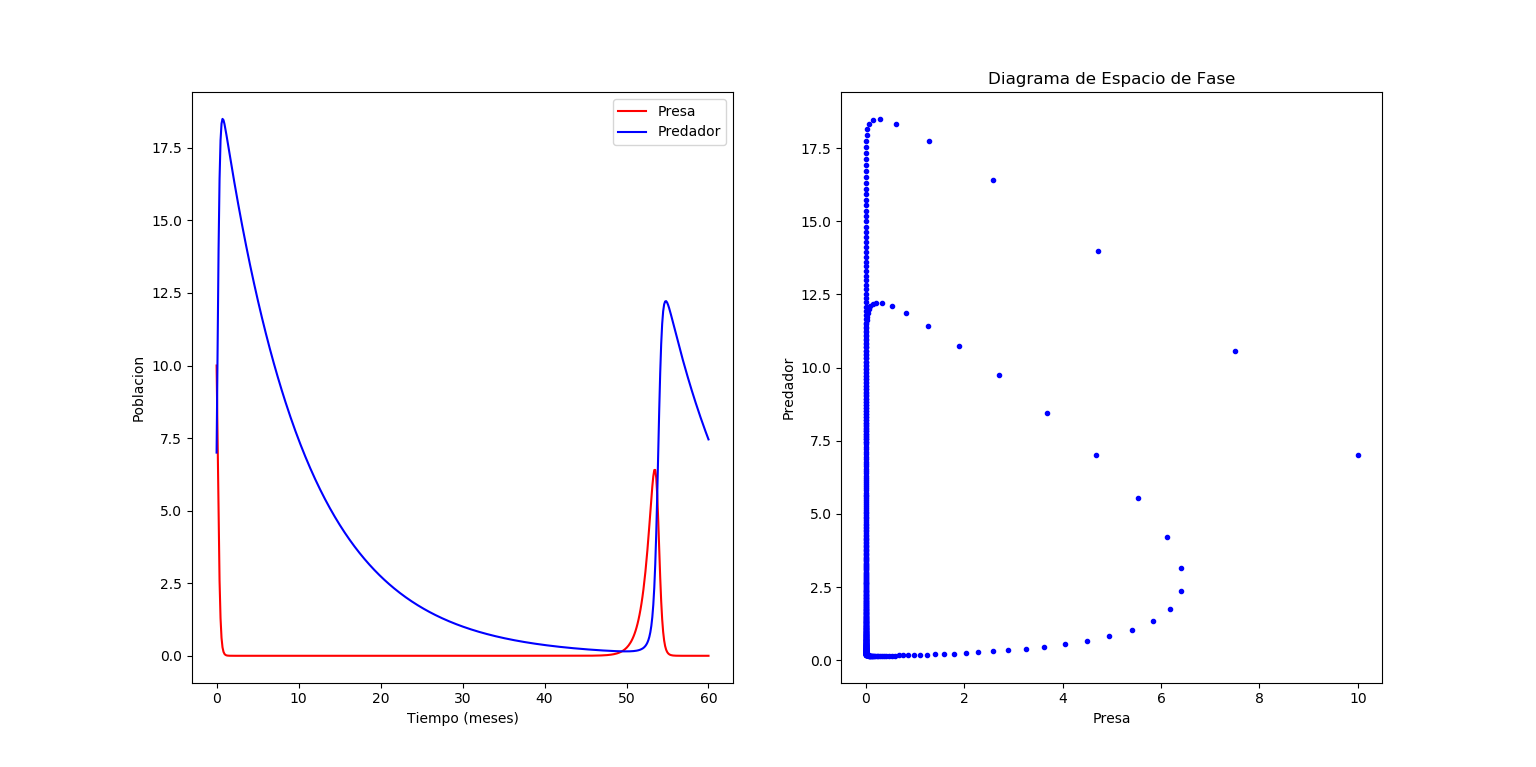 Presa
Predador
17.5
15.0
12.5
10.0
7.5
5.0
2.5
0.0
Poblacion
0 10 20 30 40 50 60
Tiempo (meses)
Diagrama de Espacio de Fase
17.5
15.0
12.5
10.0
7.5
5.0
2.5
0.0
Predador
0 2 4 6 8 10
Presa